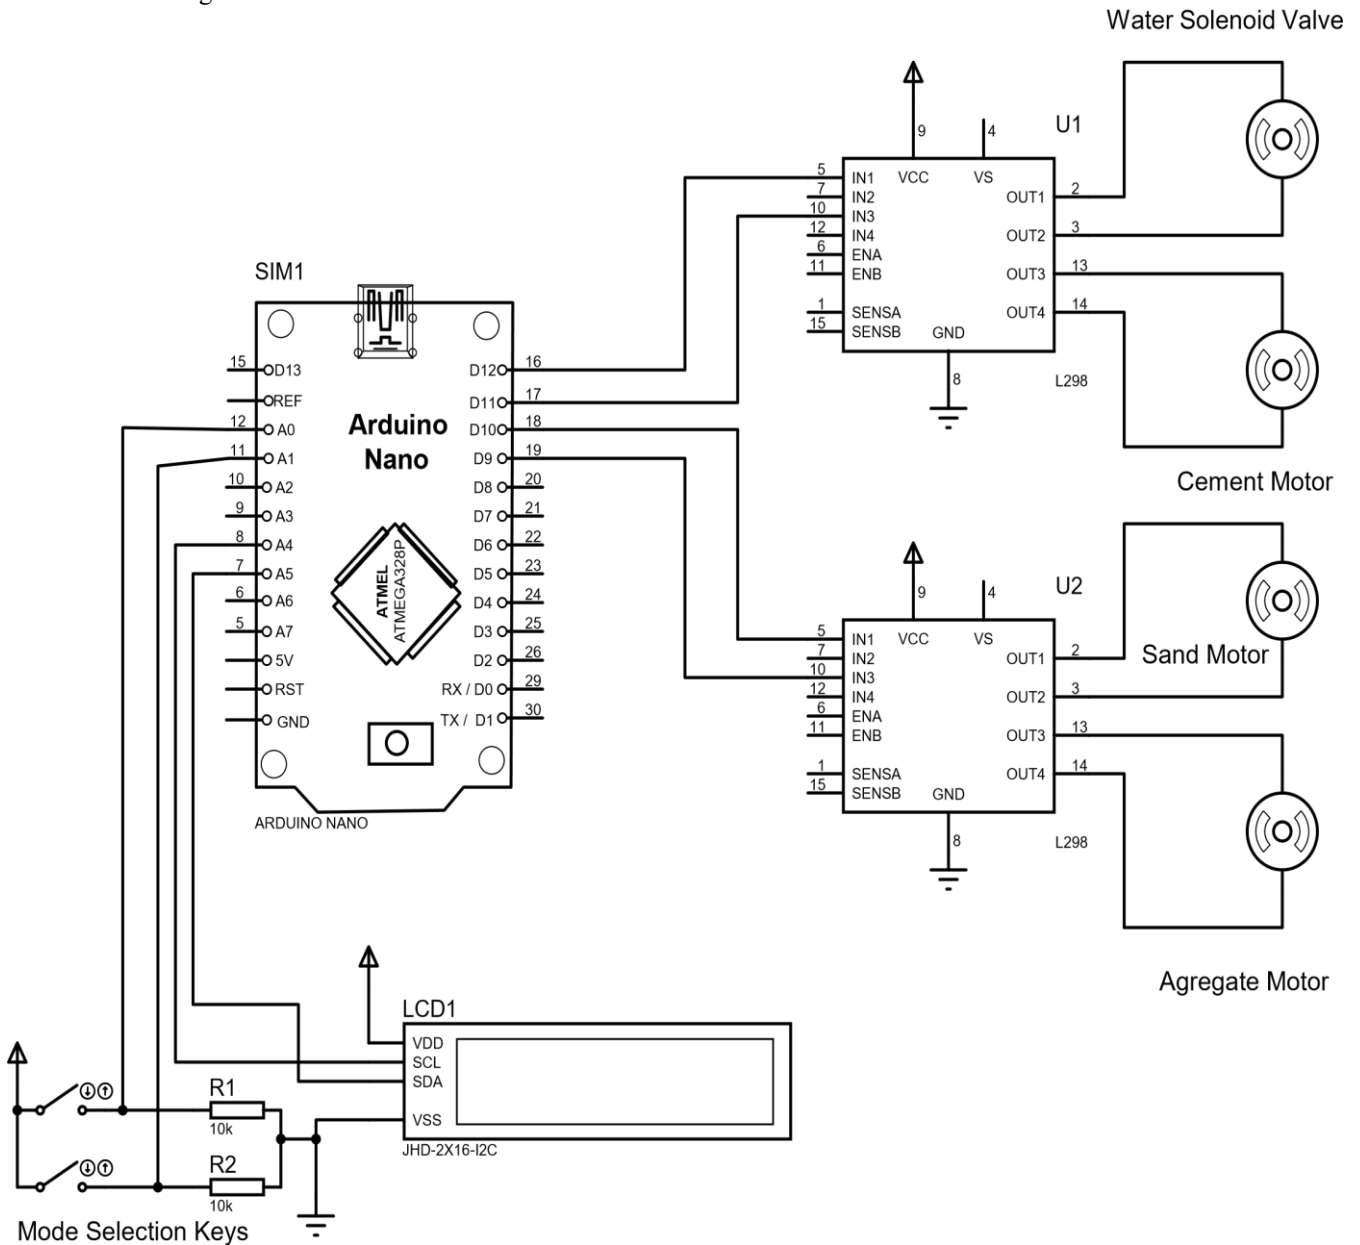 Water Solenoid Valve
U1
9
4
5 IN1
7 IN2
10 IN3
12 IN4
6 ENA
11 ENB
1 SENSA
15 SENSB
VCC
VS
GND
8
OUT1 2
OUT2 3
OUT3 13
OUT4 14
L298
Cement Motor
SIM1
15 D13
REF
12 A0
11 A1
10 A2
9 A3
8 A4
7 A5
6 A6
5 A7
5V
RST
GND
Arduino
Nano
ATMEL
ATMEGA328P
D12 16
D11 17
D10 18
D9 19
D8 20
D7 21
D6 22
D5 23
D4 24
D3 25
D2 26
RX / D0 29
TX / D1 30
ARDUINO NANO
U2
9
4
5 IN1
7 IN2
10 IN3
12 IN4
6 ENA
11 ENB
1 SENSA
15 SENSB
VCC
VS
GND
8
OUT1 2
OUT2 3
OUT3 13
OUT4 14
L298
Sand Motor
Agregate Motor
LCD1
VDD
SCL
SDA
VSS
JHD-2X16-I2C
R1
10k
R2
10k
Mode Selection Keys